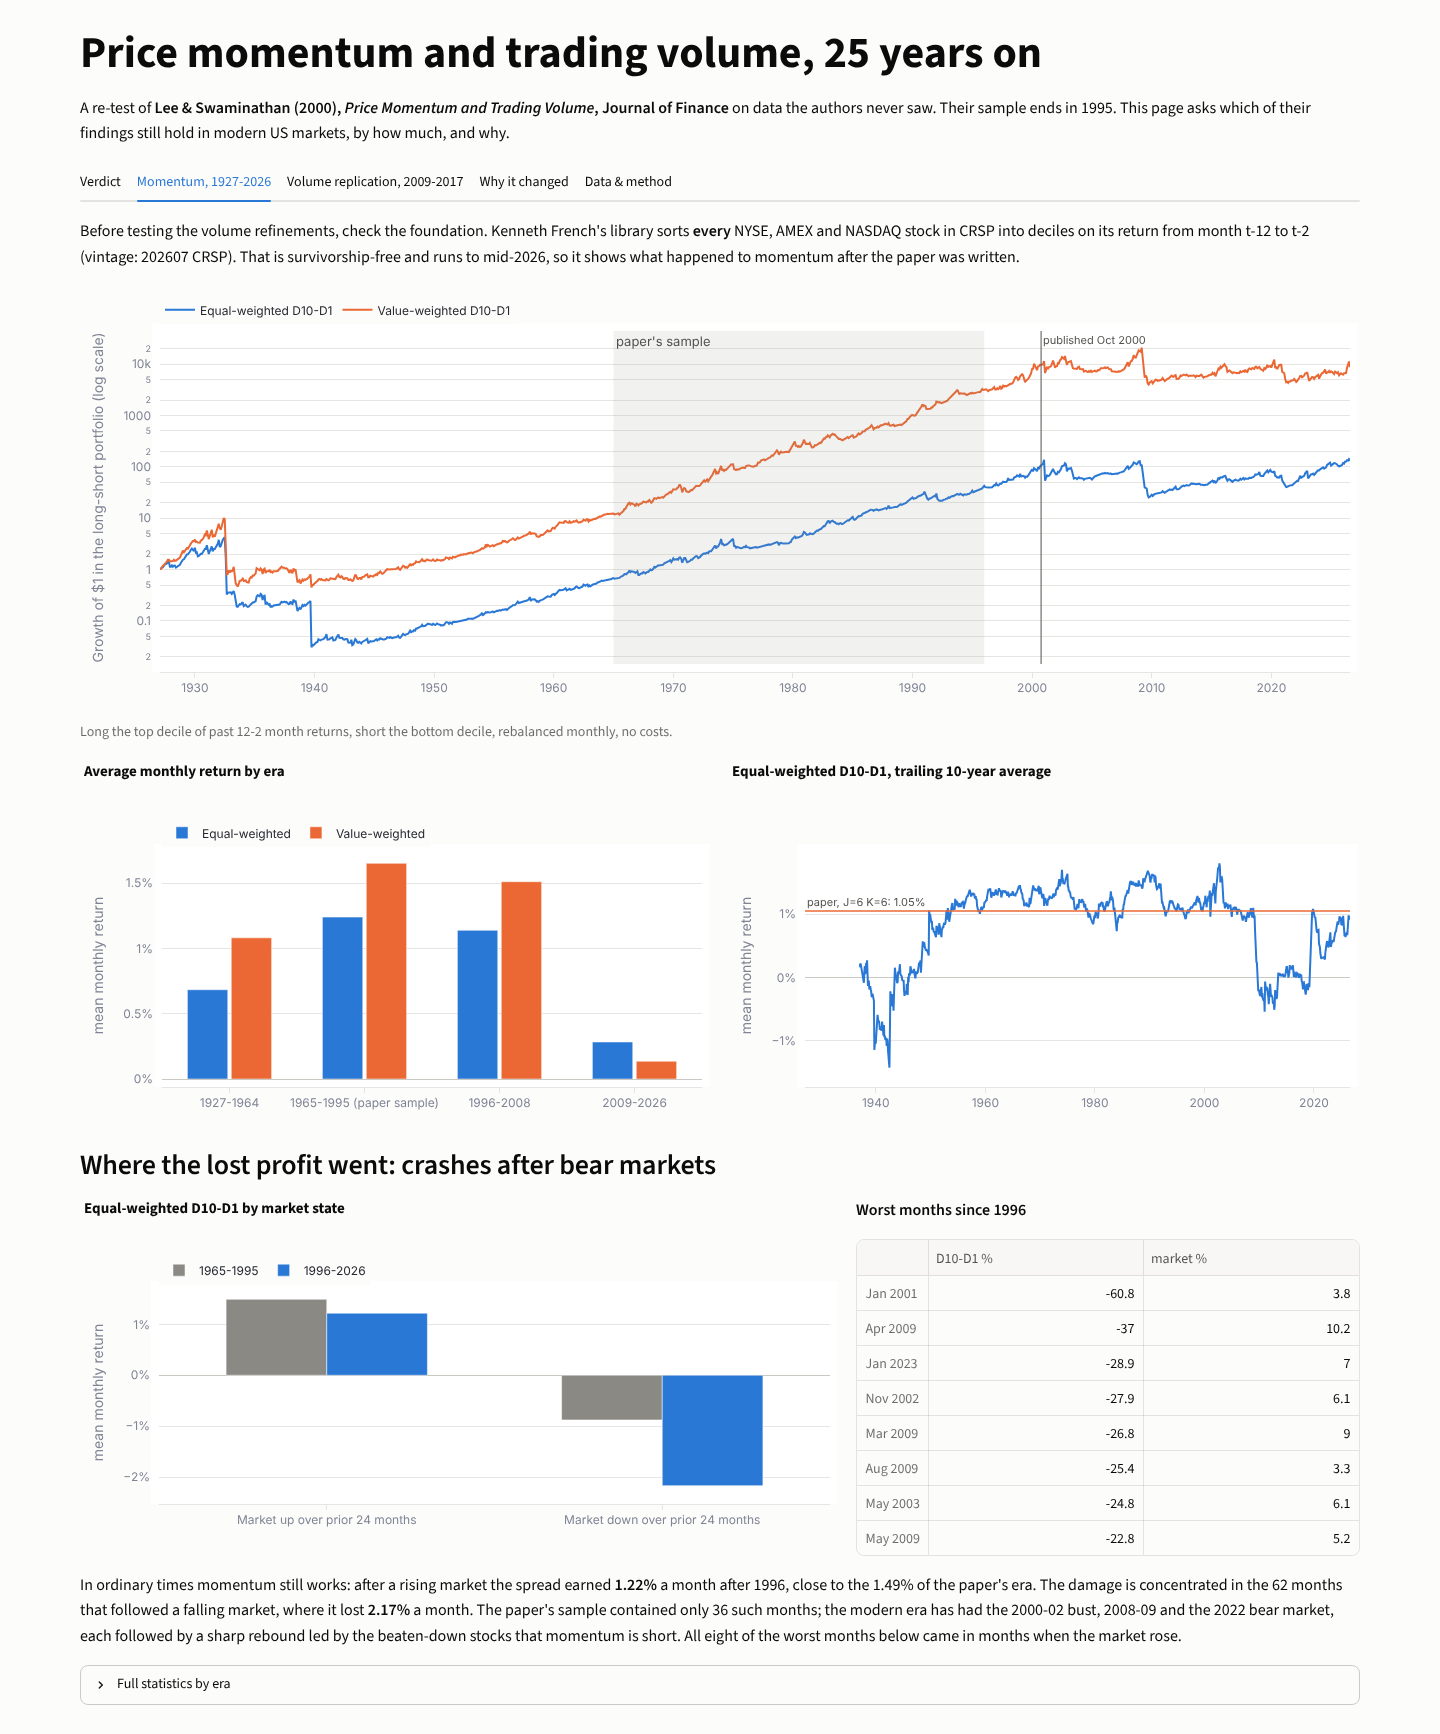 Price momentum and trading volume, 25 years on
A re-test of Lee & Swaminathan (2000), Price Momentum and Trading Volume, Journal of Finance on data the authors never saw. Their sample ends in 1995. This page asks which of their
findings still hold in modern US markets, by how much, and why.
Verdict Momentum, 1927-2026 Volume replication, 2009-2017 Why it changed Data & method
Before testing the volume refinements, check the foundation. Kenneth French's library sorts every NYSE, AMEX and NASDAQ stock in CRSP into deciles on its return from month t-12 to t-2
(vintage: 202607 CRSP). That is survivorship-free and runs to mid-2026, so it shows what happened to momentum after the paper was written.
Equal-weighted D10-D1 Value-weighted D10-D1
Growth of $1 in the long-short portfolio (log scale)
paper's sample
published Oct 2000
2
10k
5
2
1000
5
2
100
5
2
10
5
2
1
5
2
0.1
5
2
1930 1940 1950 1960 1970 1980 1990 2000 2010 2020
Long the top decile of past 12-2 month returns, short the bottom decile, rebalanced monthly, no costs.
Average monthly return by era
Equal-weighted Value-weighted
mean monthly return
1.5%
1%
0.5%
0%
1927-1964 1965-1995 (paper sample) 1996-2008 2009-2026
Equal-weighted D10-D1, trailing 10-year average
mean monthly return
paper, J=6 K=6: 1.05%
1%
0%
−1%
1940 1960 1980 2000 2020
Where the lost profit went: crashes after bear markets
Equal-weighted D10-D1 by market state
1965-1995 1996-2026
mean monthly return
1%
0%
−1%
−2%
Market up over prior 24 months Market down over prior 24 months
Worst months since 1996
D10-D1 % market %
Jan 2001 -60.8 3.8
Apr 2009 -37 10.2
Jan 2023 -28.9 7
Nov 2002 -27.9 6.1
Mar 2009 -26.8 9
Aug 2009 -25.4 3.3
May 2003 -24.8 6.1
May 2009 -22.8 5.2
In ordinary times momentum still works: after a rising market the spread earned 1.22% a month after 1996, close to the 1.49% of the paper's era. The damage is concentrated in the 62 months
that followed a falling market, where it lost 2.17% a month. The paper's sample contained only 36 such months; the modern era has had the 2000-02 bust, 2008-09 and the 2022 bear market,
each followed by a sharp rebound led by the beaten-down stocks that momentum is short. All eight of the worst months below came in months when the market rose.
Full statistics by era